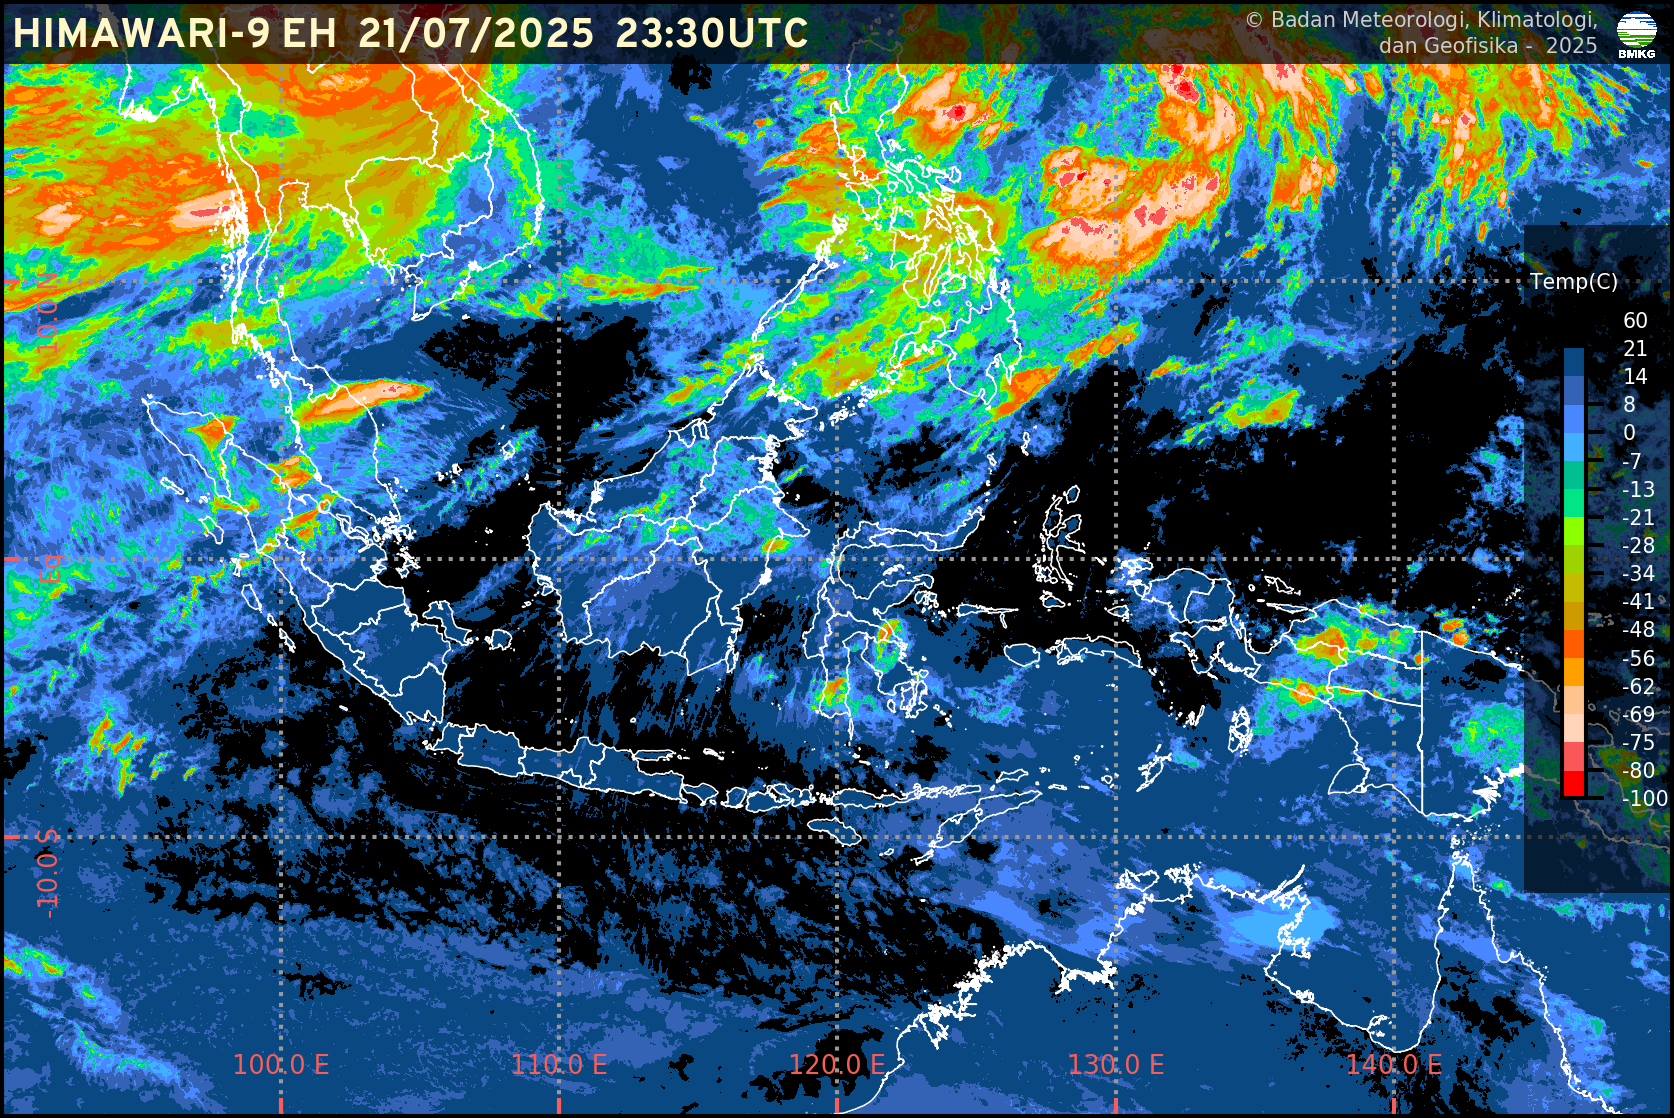 HIMAWARI-9 EH 21/07/2025 23:30UTC
© Badan Meteorologi, Klimatologi,
dan Geofisika - 2025
BMKG
10.0 N
Eq
-10.0 S
Temp(C)
60
21
14
8
0
-7
-13
-21
-28
-34
-41
-48
-56
-62
-69
-75
-80
-100
100.0 E
110.0 E
120.0 E
130.0 E
140.0 E